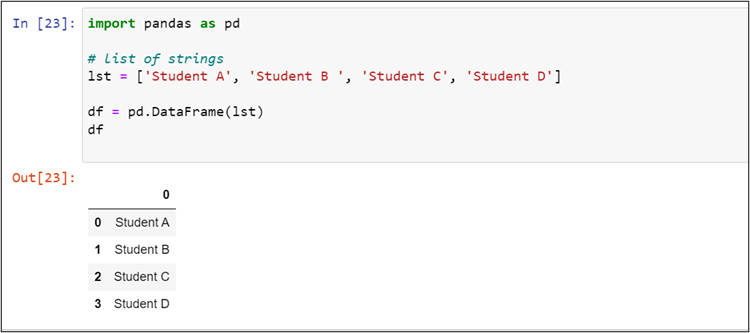 In [23]: import pandas as pd
# list of strings
lst = ['Student A', 'Student B ', 'Student C', 'Student D']
df = pd.DataFrame(lst)
df
Out[23]:
0
0 Student A
1 Student B
2 Student C
3 Student D